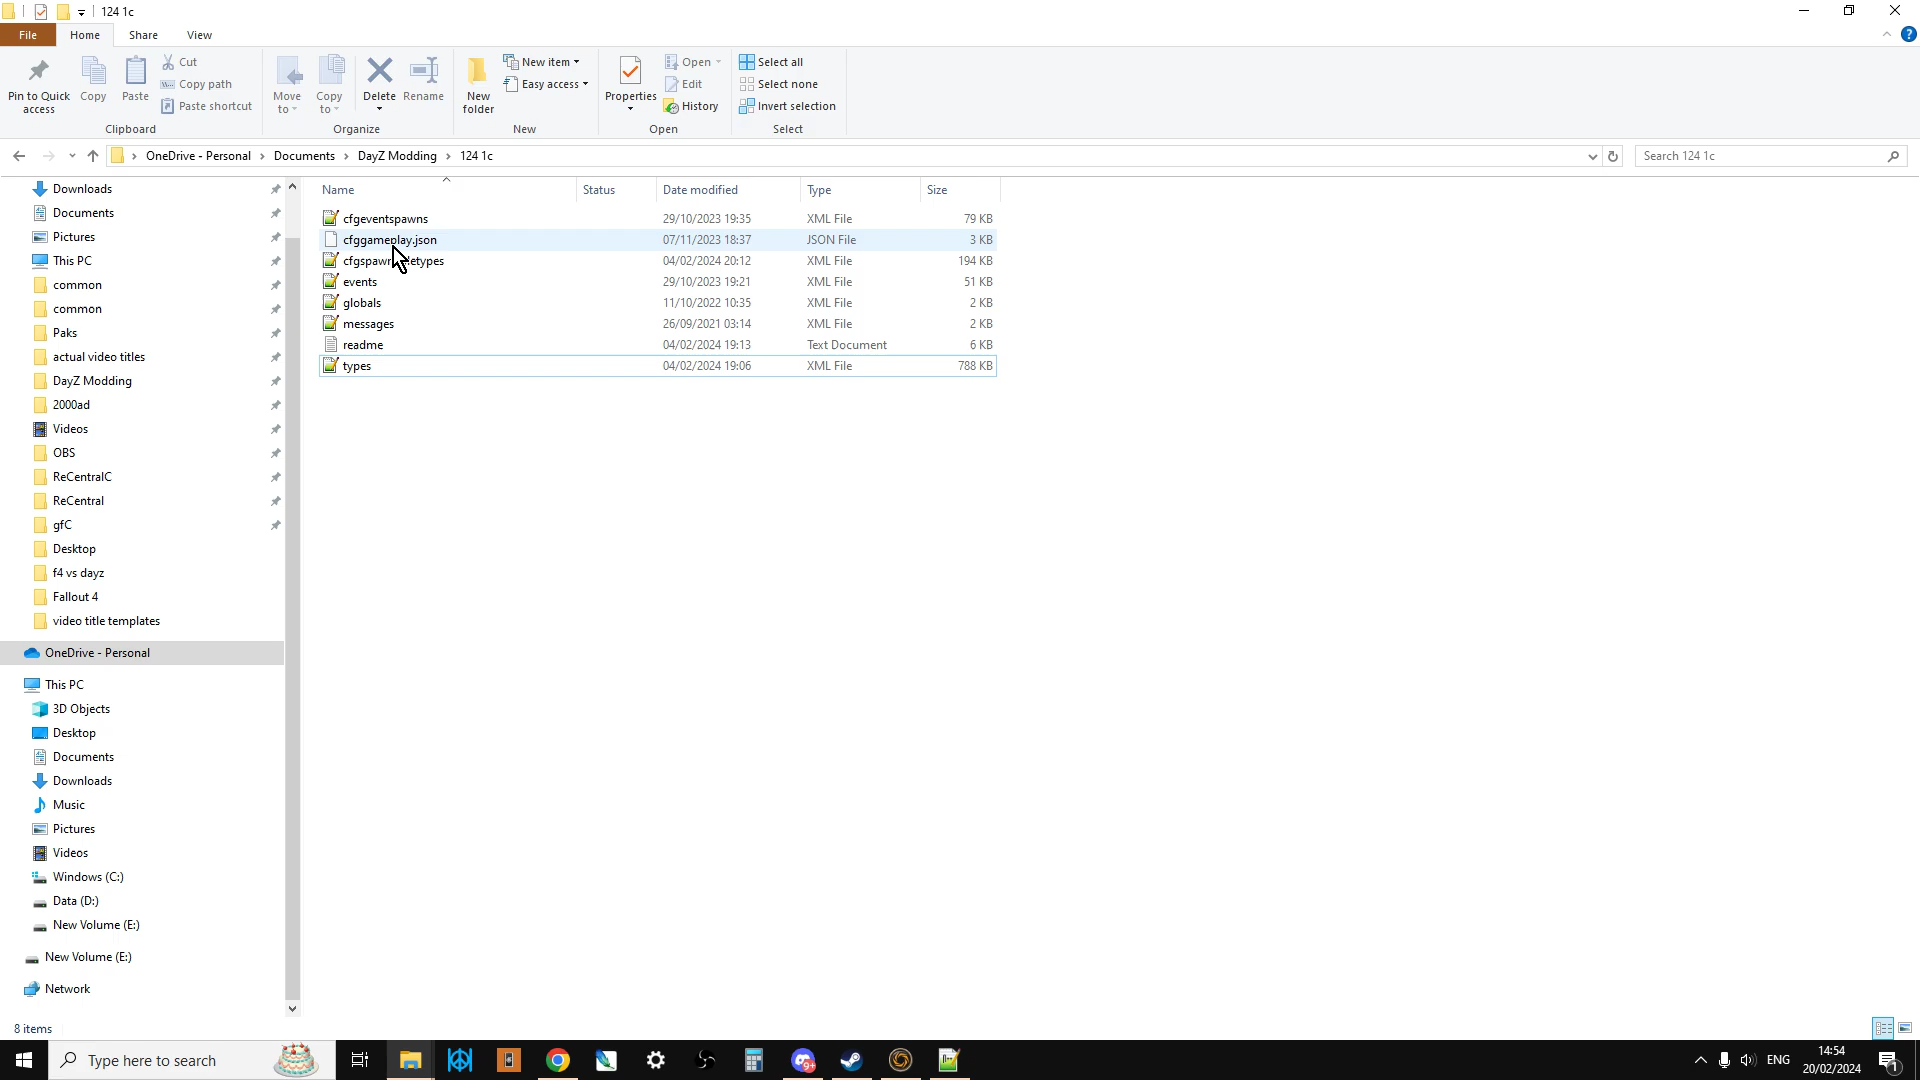 124 1c
File
Home
Share
View
Pin to Quick access
Copy
Paste
Cut
Copy path
Paste shortcut
Clipboard
Move to
Copy to
Delete
Rename
Organize
New folder
New item
Easy access
New
Properties
Open
Edit
History
Open
Select all
Select none
Invert selection
Select
OneDrive - Personal > Documents > DayZ Modding > 124 1c
Search 124 1c
Name Status Date modified Type Size
cfgeventspawns 29/10/2023 19:35 XML File 79 KB
cfggameplay.json 07/11/2023 18:37 JSON File 3 KB
cfgspawn etypes 04/02/2024 20:12 XML File 194 KB
events 29/10/2023 19:21 XML File 51 KB
globals 11/10/2022 10:35 XML File 2 KB
messages 26/09/2021 03:14 XML File 2 KB
readme 04/02/2024 19:13 Text Document 6 KB
types 04/02/2024 19:06 XML File 788 KB
Downloads
Documents
Pictures
This PC
common
common
Paks
actual video titles
DayZ Modding
2000ad
Videos
OBS
ReCentralC
ReCentral
gfC
Desktop
f4 vs dayz
Fallout 4
video title templates
OneDrive - Personal
This PC
3D Objects
Desktop
Documents
Downloads
Music
Pictures
Videos
Windows (C:)
Data (D:)
New Volume (E:)
New Volume (E:)
Network
8 items
Type here to search
9+
ENG
14:54
20/02/2024
1